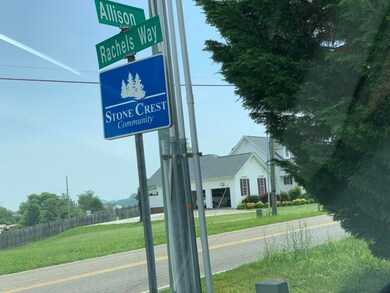 Allison
Rachels Way
STONE CREST
Community